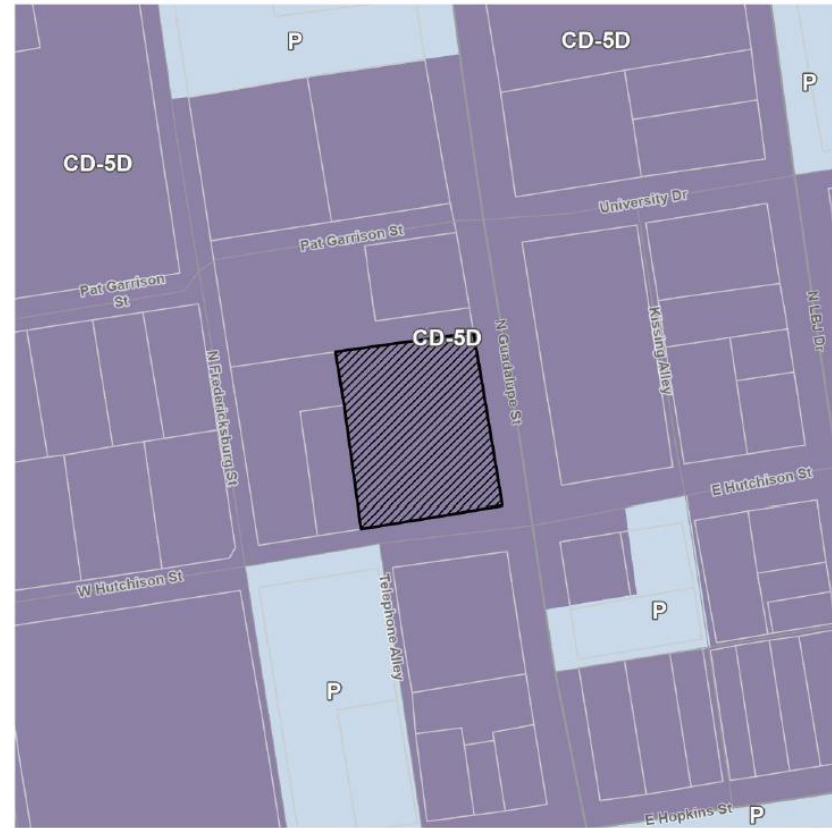 P
CD-5D
P
CD-5D
University Dr
Pat Garrison St
Pat Garrison
St
N LBJ Dr
Kissing Alley
CD-5D
N Guadalupe St
N Fredericksburg St
E Hutchison St
W Hutchison St
Telephone Alley
P
P
E Hopkins St
P